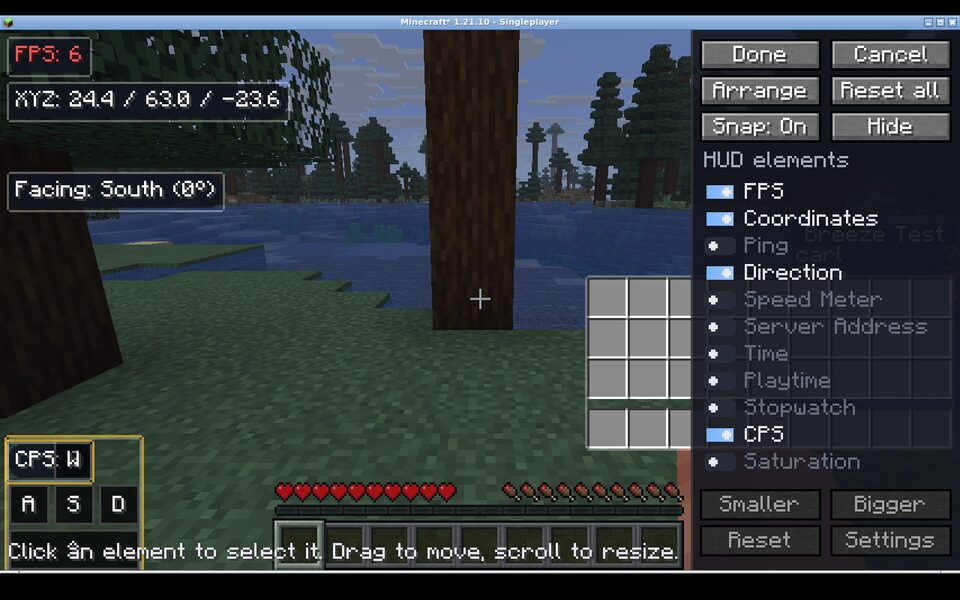 Minecraft* 1.21.10 - Singleplayer
FPS: 6
XYZ: 24.4 / 63.0 / -23.6
Facing: South (0°)
CPS: W
A S D
Click an element to select it. Drag to move, scroll to resize.
Done Cancel
Arrange Reset all
Snap: On Hide
HUD elements
FPS
Coordinates
Ping
Breeze Test
carl
Direction
Speed Meter
Server Address
Time
Playtime
Stopwatch
CPS
Saturation
Smaller Bigger
Reset Settings